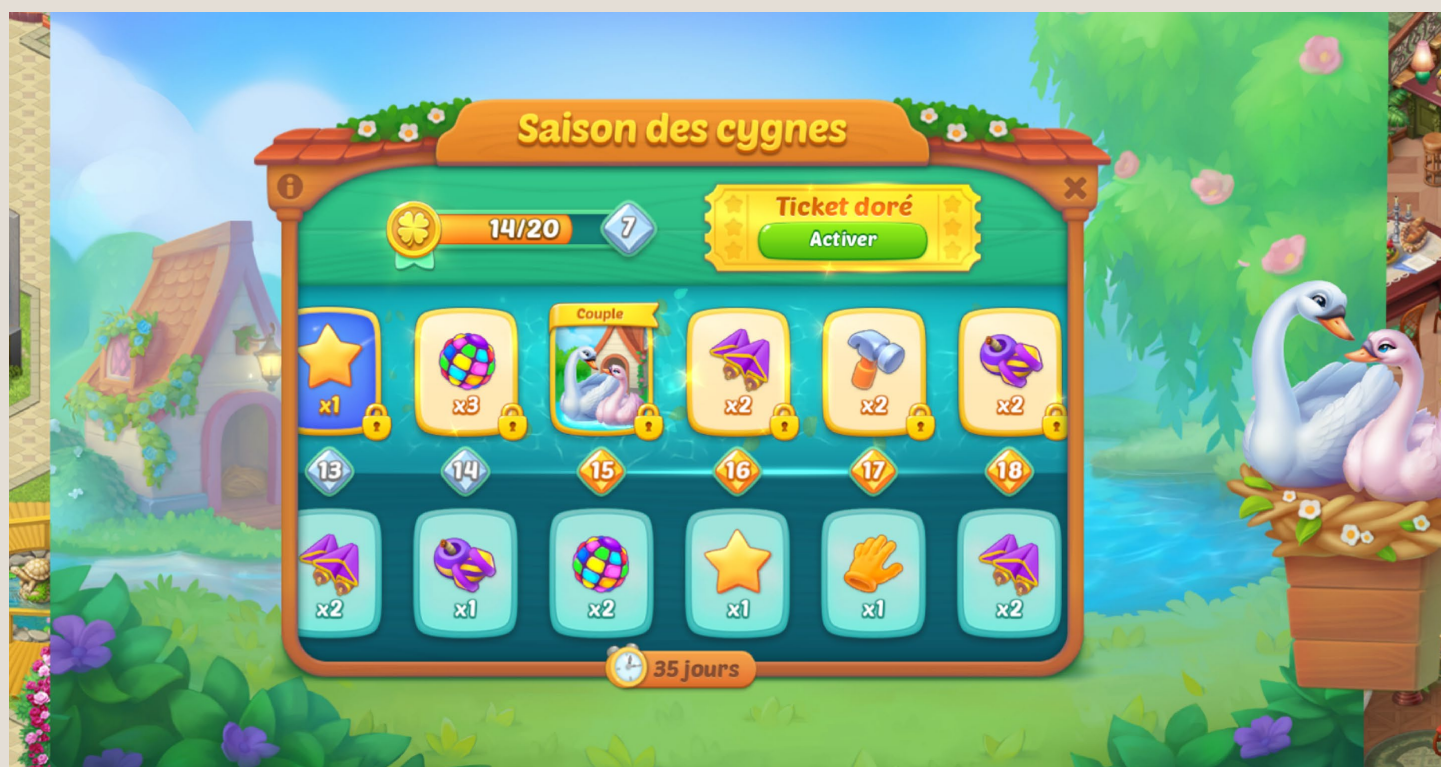 Saison des cygnes
14/20
7
Ticket doré
Activer
Couple
x1
x3
x2
x2
x2
13
14
15
16
17
18
x2
x1
x2
x1
x1
x2
35 jours